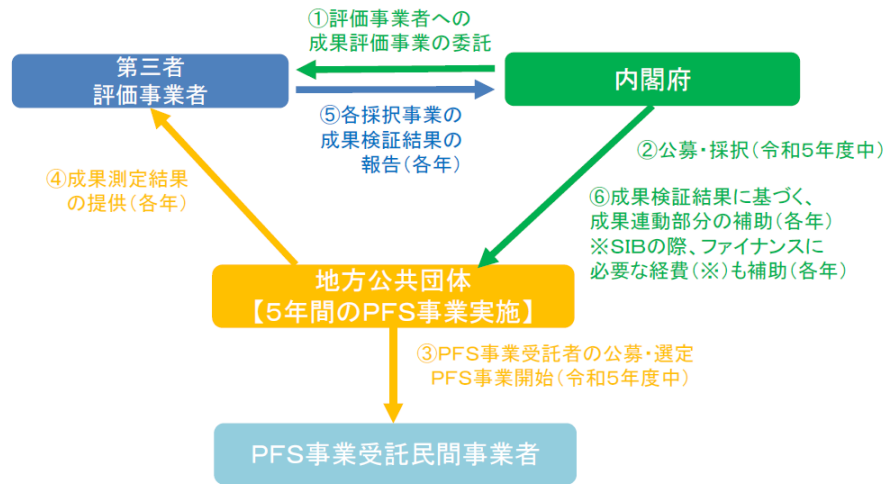 ①評価事業者への
成果評価事業の委託
第三者
評価事業者
内閣府
⑤各採択事業の
成果検証結果の
報告(各年)
②公募・採択(令和5年度中)
④成果測定結果
の提供(各年)
⑥成果検証結果に基づく、
成果連動部分の補助(各年)
※SIBの際、ファイナンスに
必要な経費(※)も補助(各年)
地方公共団体
【5年間のPFS事業実施】
③PFS事業受託者の公募・選定
PFS事業開始(令和5年度中)
PFS事業受託民間事業者